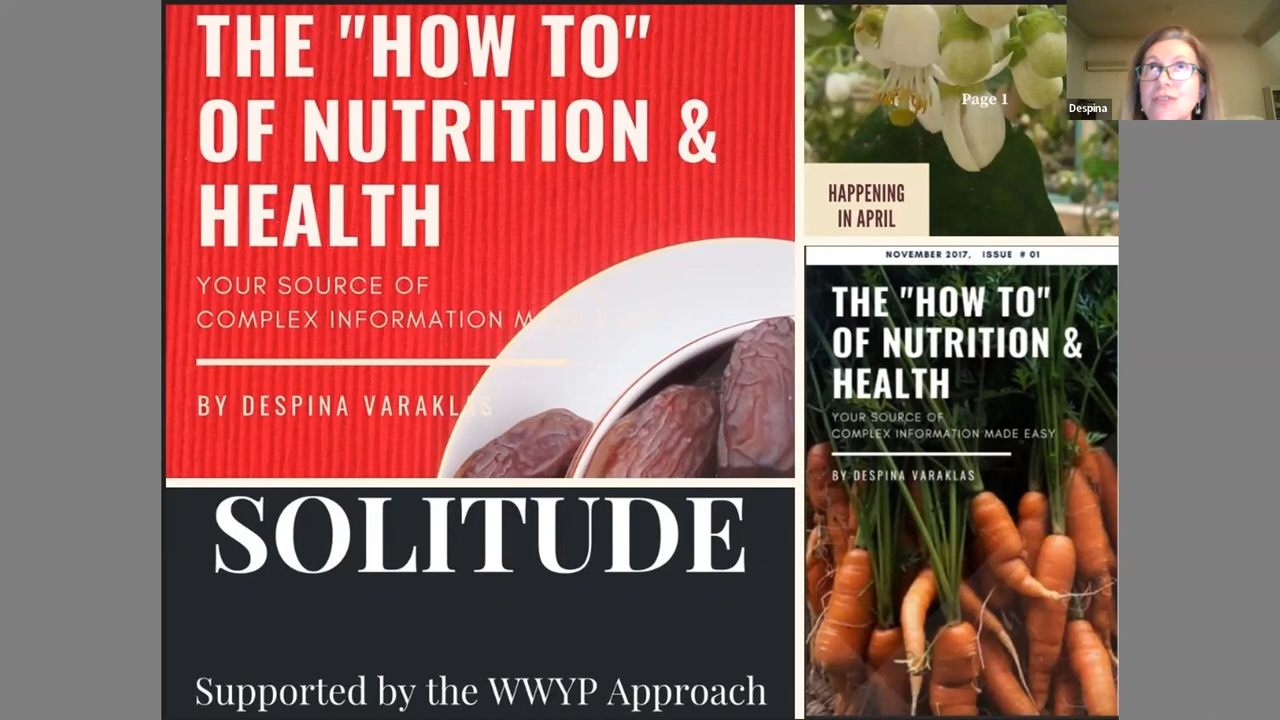 THE "HOW TO"
OF NUTRITION &
HEALTH
YOUR SOURCE OF
COMPLEX INFORMATION
BY DESPINA VARAKLAS
SOLITUDE
Supported by the WWYP Approach
Page 1
HAPPENING
IN APRIL
Despina
NOVEMBER 2017, ISSUE # 01
THE "HOW TO"
OF NUTRITION &
HEALTH
YOUR SOURCE OF
COMPLEX INFORMATION MADE EASY
BY DESPINA VARAKLAS